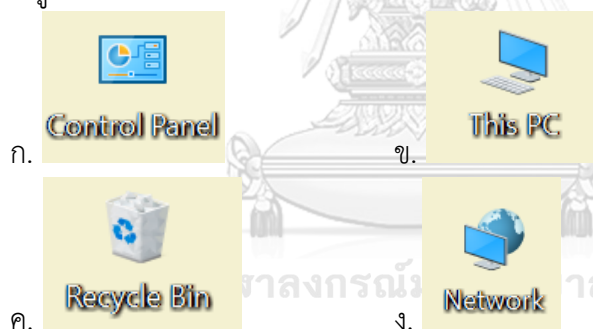 ก. Control Panel ข. This PC
ค. Recycle Bin ง. Network